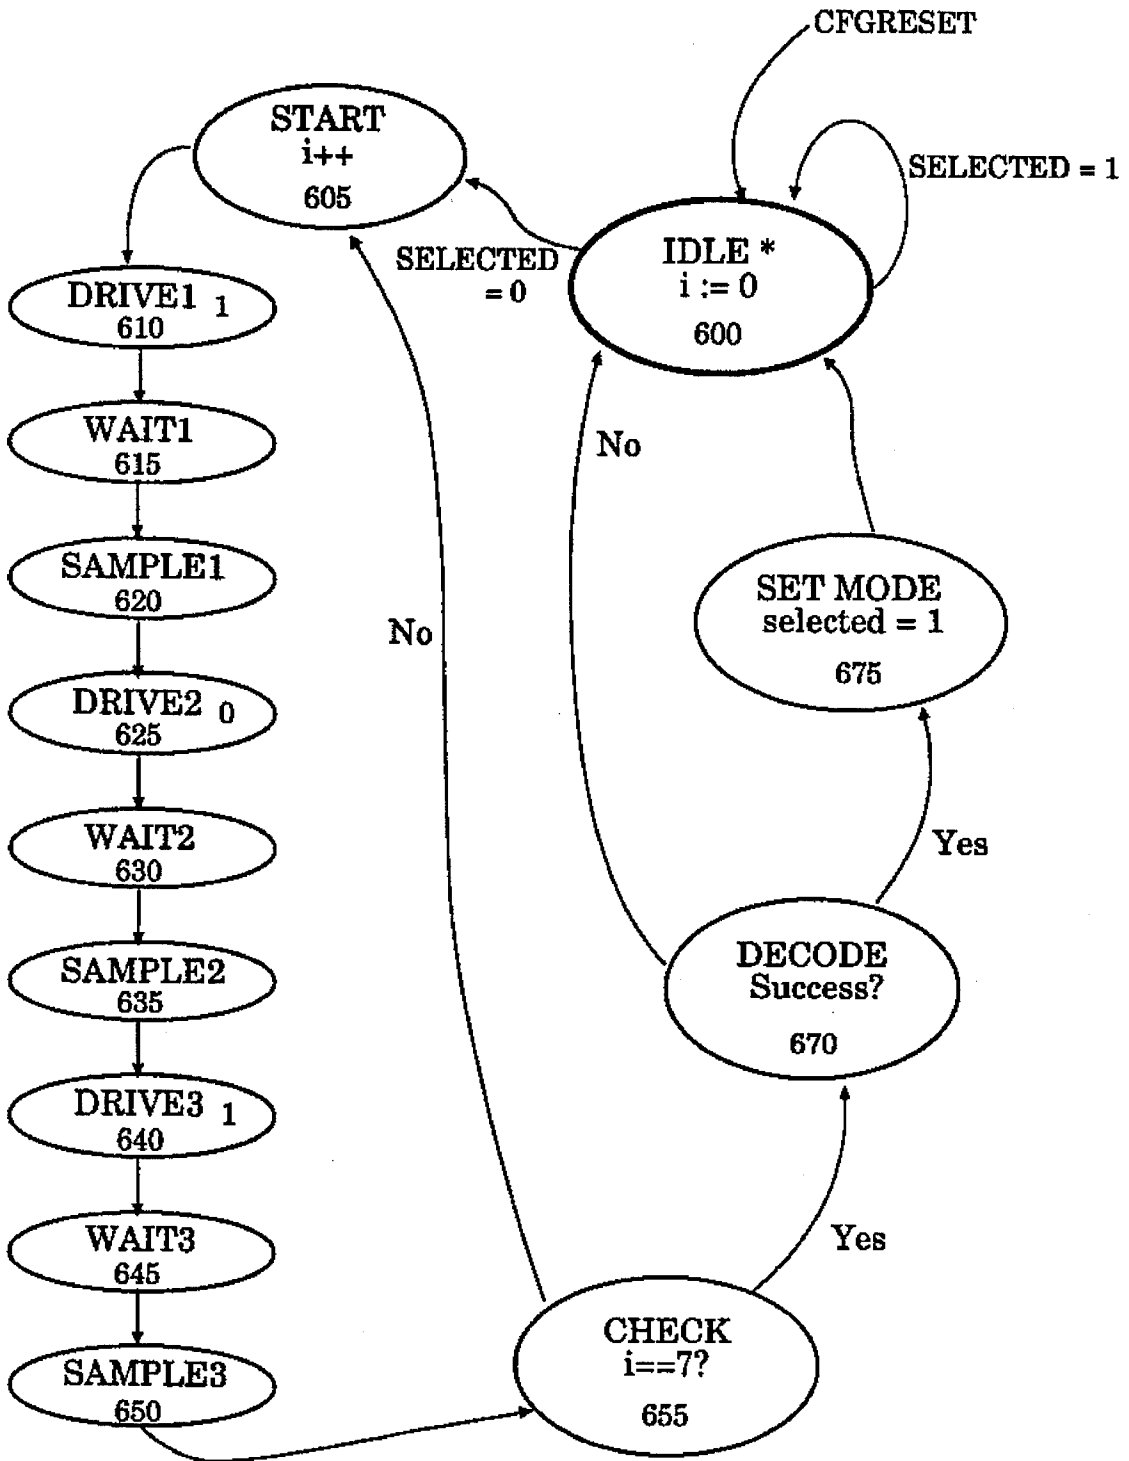 CFGRESET
START
i++
605
SELECTED = 1
IDLE *
i := 0
600
SELECTED
= 0
DRIVE1 1
610
WAIT1
615
SAMPLE1
620
DRIVE2 0
625
WAIT2
630
SAMPLE2
635
DRIVE3 1
640
WAIT3
645
SAMPLE3
650
No
No
SET MODE
selected = 1
675
Yes
DECODE
Success?
670
Yes
CHECK
i==7?
655